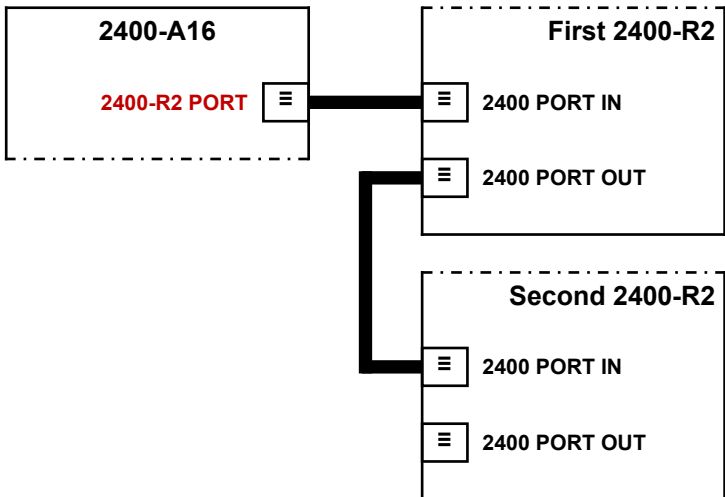 2400-A16
2400-R2 PORT
First 2400-R2
2400 PORT IN
2400 PORT OUT
Second 2400-R2
2400 PORT IN
2400 PORT OUT